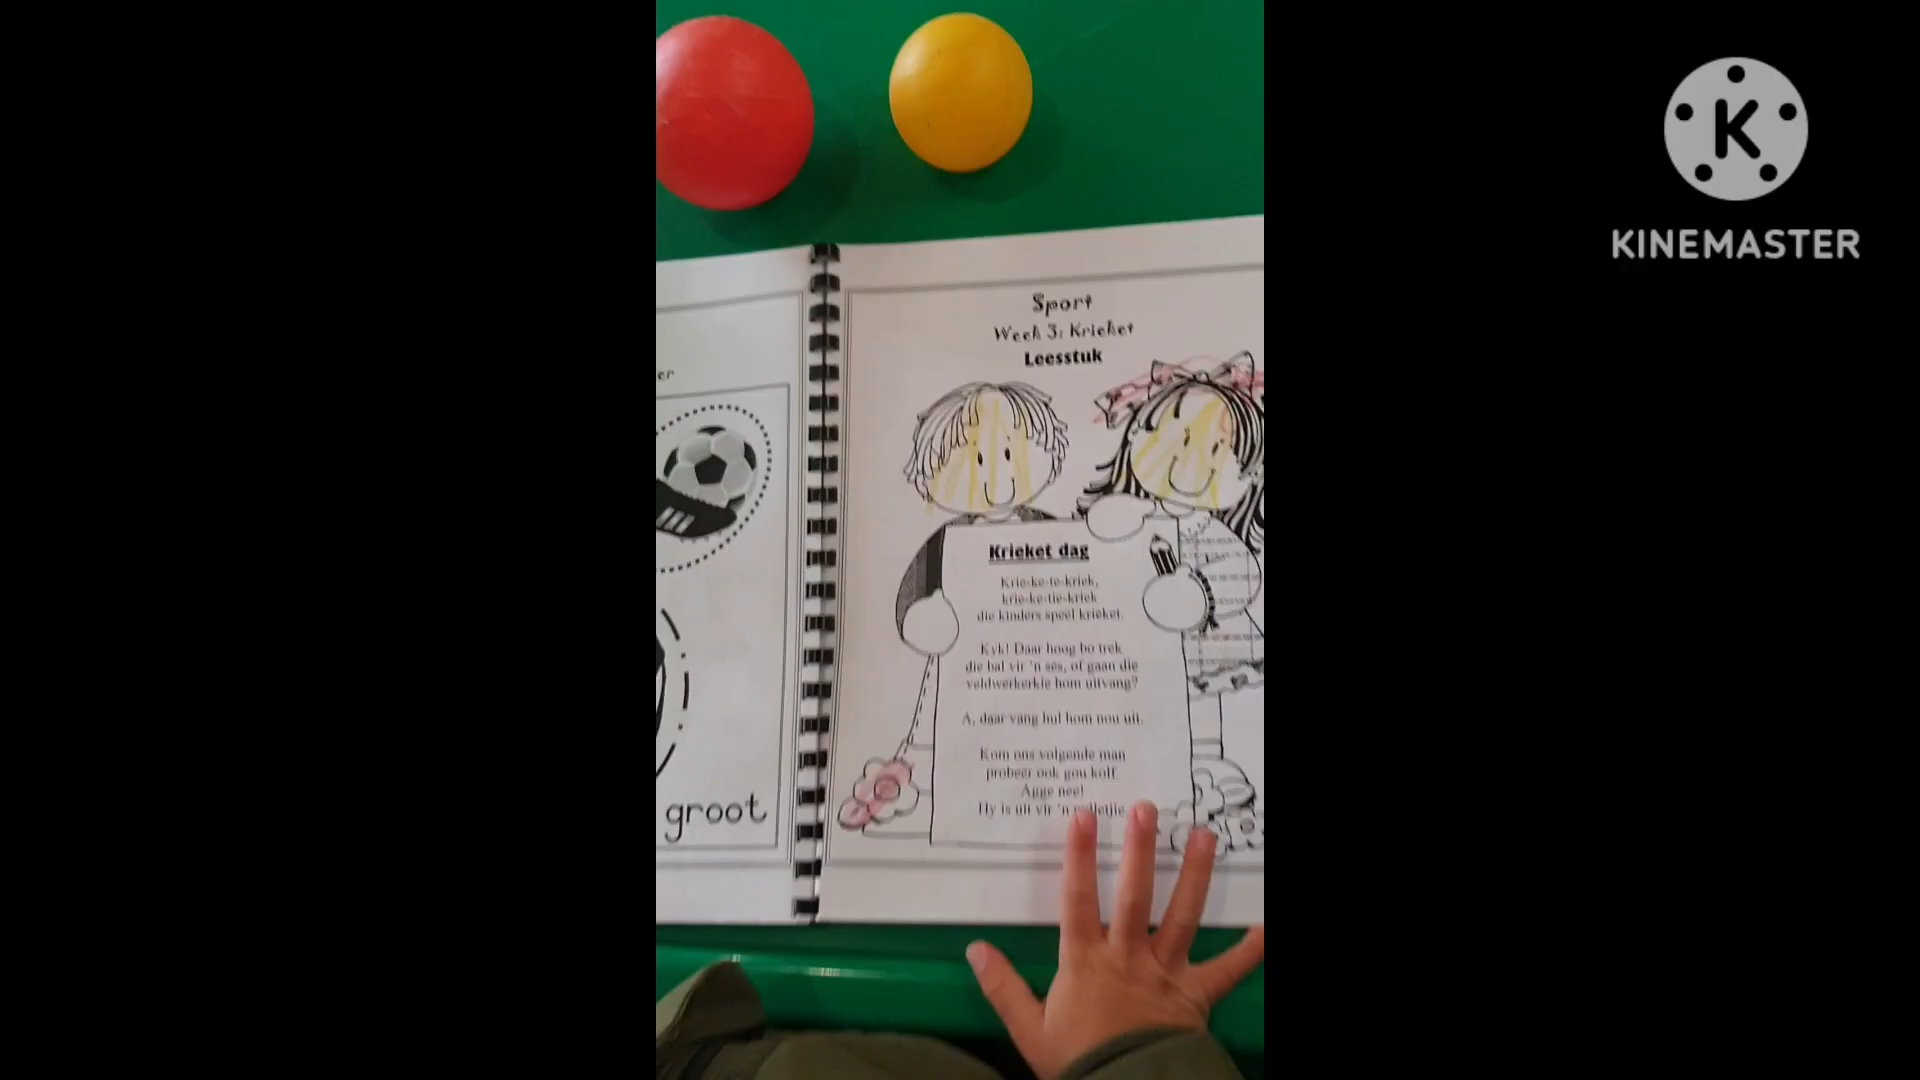 KINEMASTER
Sport
Week 3: Krieket
Leesstuk
er
groot
Krieket dag
Krie-ke-te-kriek,
krie-ke-tie-kriek
die kinders speel krieket.
Kyk! Daar hoog bo trek
die bal vir 'n ses, of gaan die
veldwerkerkie hom uitvang?
A, daar vang hul hom nou uit.
Kom ons volgende man
probeer ook gou kolf.
Agge nee!
Hy is uit vir 'n